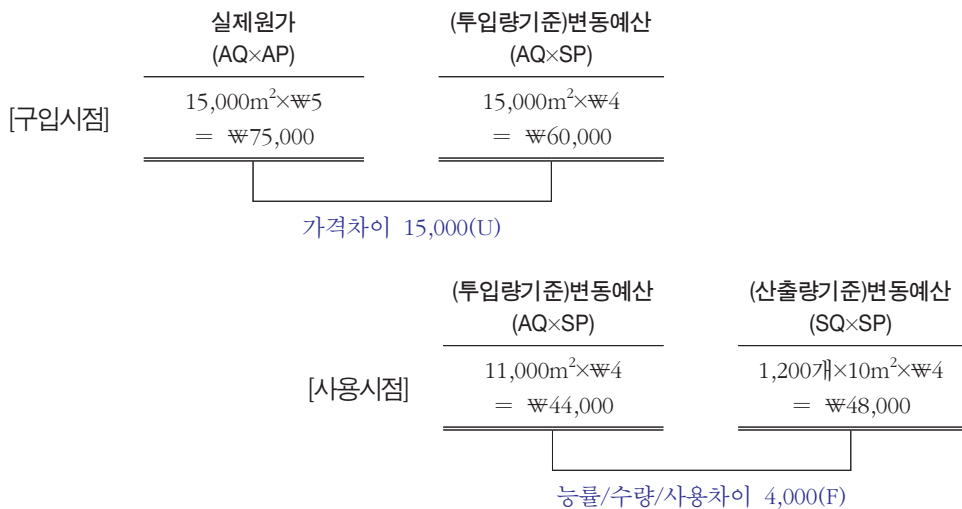 실제원가 (투입량기준)변동예산
(AQ×AP) (AQ×SP)
[구입시점] 15,000m²×₩5 15,000m²×₩4
= ₩75,000 = ₩60,000
가격차이 15,000(U)
(투입량기준)변동예산 (산출량기준)변동예산
(AQ×SP) (SQ×SP)
[사용시점] 11,000m²×₩4 1,200개×10m²×₩4
= ₩44,000 = ₩48,000
능률/수량/사용차이 4,000(F)